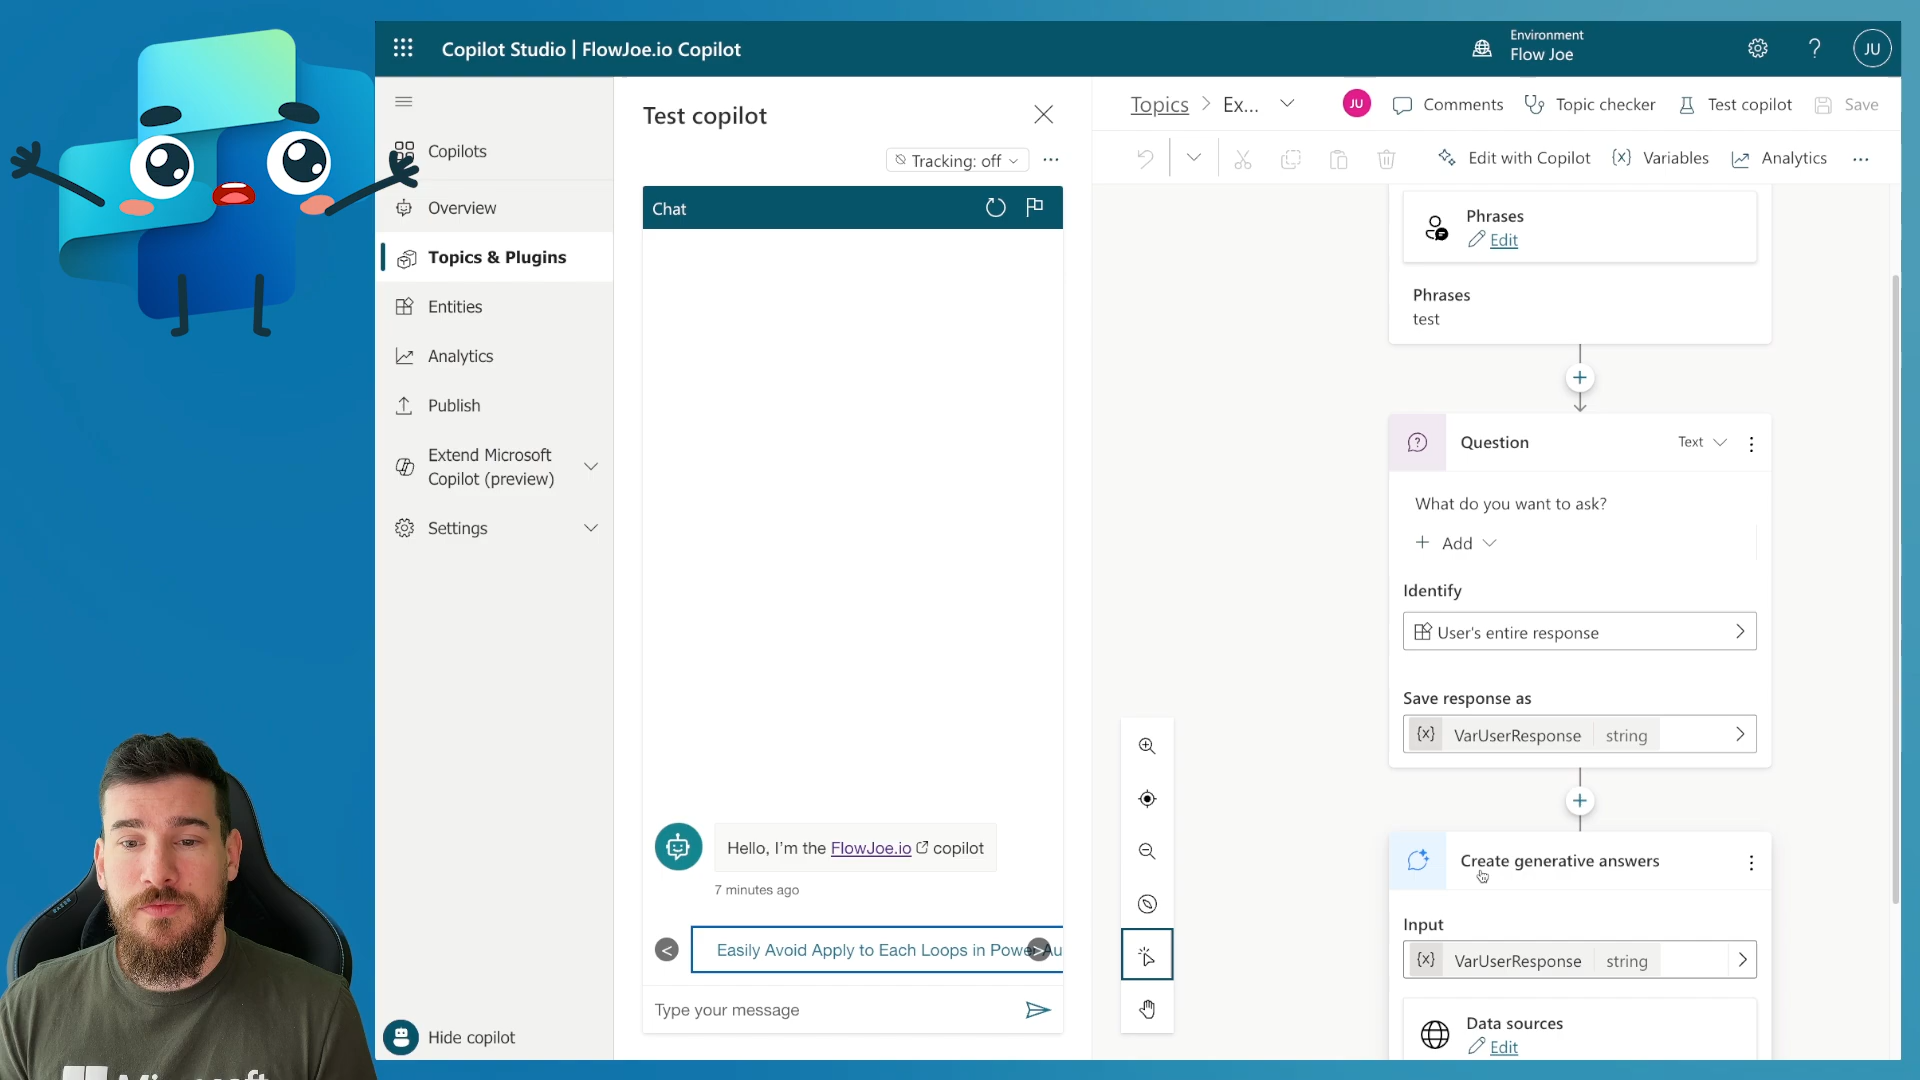 Copilot Studio | FlowJoe.io Copilot
Environment
Flow Joe
JU
Copilots
Overview
Topics & Plugins
Entities
Analytics
Publish
Extend Microsoft
Copilot (preview)
Settings
Hide copilot
Test copilot
Tracking: off
Chat
Hello, I'm the FlowJoe.io copilot
7 minutes ago
< Easily Avoid Apply to Each Loops in Powe > Au
Type your message
Topics > Ex...
JU
Comments
Topic checker
Test copilot
Save
Edit with Copilot
{x} Variables
Analytics
Phrases
Edit
Phrases
test
Question
Text
What do you want to ask?
+ Add
Identify
User's entire response
Save response as
{x} VarUserResponse string
Create generative answers
Input
{x} VarUserResponse string
Data sources
Edit